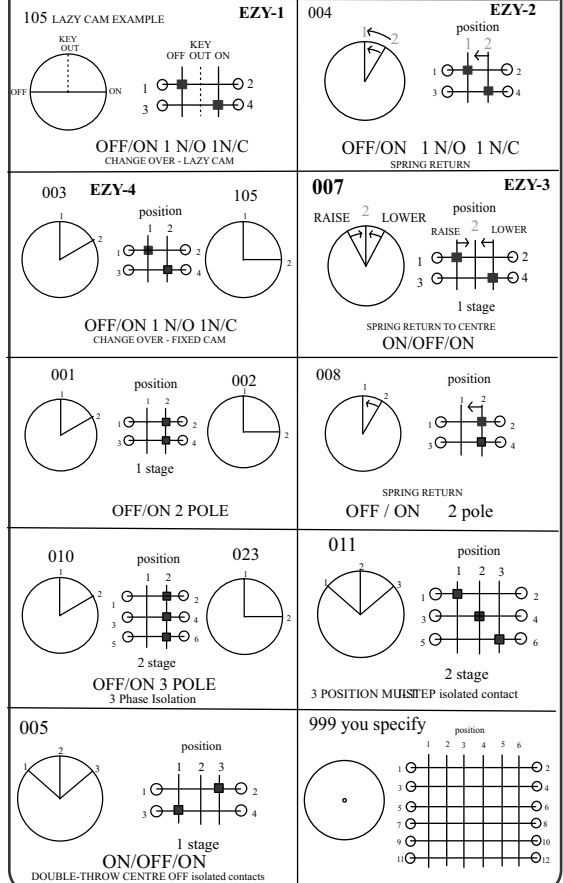 105 LAZY CAM EXAMPLE EZY-1
KEY
OUT
OFF ON
KEY
OFF OUT ON
1 2
3 4
OFF/ON 1 N/O 1N/C
CHANGE OVER - LAZY CAM
004 EZY-2
1 2
position
1 2
1 2
3 4
OFF/ON 1 N/O 1 N/C
SPRING RETURN
003 EZY-4 105
1
2
position
1 2
1 2
3 4
1
2
OFF/ON 1 N/O 1N/C
CHANGE OVER - FIXED CAM
007 EZY-3
RAISE 2 LOWER
position
RAISE 2 LOWER
1 2
3 4
1 stage
SPRING RETURN TO CENTRE
ON/OFF/ON
001 002
1
2
position
1 2
1 2
3 4
1 stage
1
2
OFF/ON 2 POLE
008
1
2
position
1 2
1 2
3 4
SPRING RETURN
OFF / ON 2 pole
010 023
1
2
position
1 2
1 2
3 4
5 6
2 stage
1
2
OFF/ON 3 POLE
3 Phase Isolation
011
1 2 3
position
1 2 3
1 2
3 4
5 6
2 stage
3 POSITION MULTISTEP isolated contact
005
1 2 3
position
1 2 3
1 2
3 4
1 stage
ON/OFF/ON
DOUBLE-THROW CENTRE OFF isolated contacts
999 you specify
position
1 2 3 4 5 6
1 2
3 4
5 6
7 8
9 10
11 12